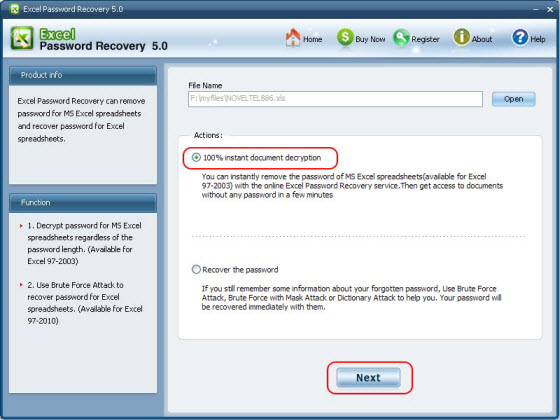 Excel Password Recovery 5.0
Excel
Password Recovery 5.0
Home
Buy Now
Register
About
Help
Product info
Excel Password Recovery can remove
password for MS Excel spreadsheets
and recover password for Excel
spreadsheets.
Function
1. Decrypt password for MS Excel
spreadsheets regardless of the
password length. (Available for
Excel 97-2003)
2. Use Brute Force Attack to
recover password for Excel
spreadsheets. (Available for Excel
97-2010)
File Name
F:\myfiles\NOVELTEL886.xls
Open
Actions:
100% instant document decryption
You can instantly remove the password of MS Excel spreadsheets(available for Excel
97-2003) with the online Excel Password Recovery service.Then get access to documents
without any password in a few minutes
Recover the password
If you still remember some information about your forgotten password, Use Brute Force
Attack, Brute Force with Mask Attack or Dictionary Attack to help you. Your password will
be recovered immediately with them.
Next